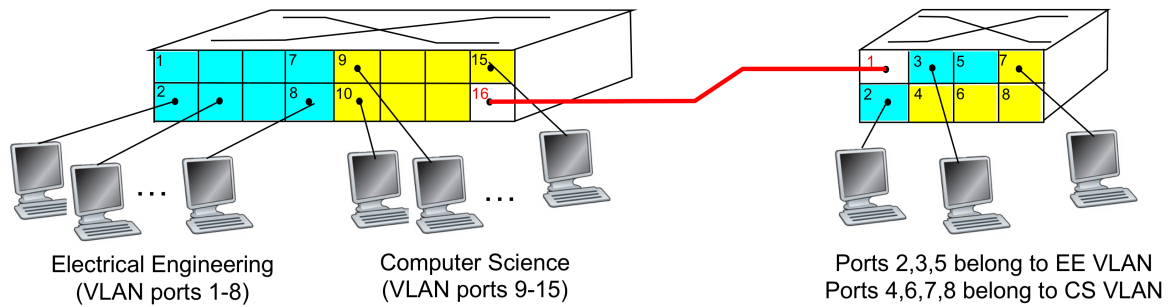 1 7 9 15
2 8 10 16
... ...
Electrical Engineering
(VLAN ports 1-8)
Computer Science
(VLAN ports 9-15)
1 3 5 7
2 4 6 8
Ports 2,3,5 belong to EE VLAN
Ports 4,6,7,8 belong to CS VLAN